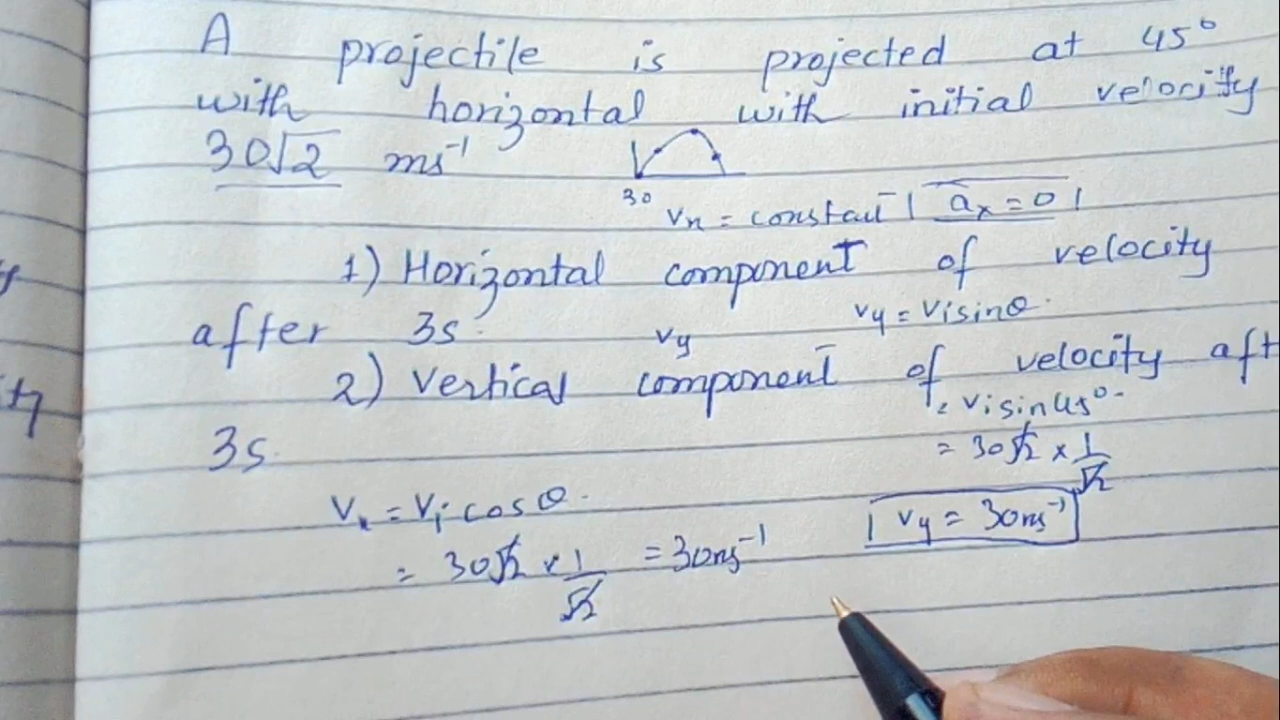 A projectile is projected at 45°
with horizontal with initial velocity
30√2 ms⁻¹
30
vx = constant | ax = 0 |
1) Horizontal component of velocity
after 3s.
vy
vy = visinθ.
2) Vertical component of velocity aft
= visin45°
3s.
= 30√2 × 1/√2
Vx = Vi cosθ.
vy = 30ms⁻¹
= 30√2 × 1/√2 = 30ms⁻¹